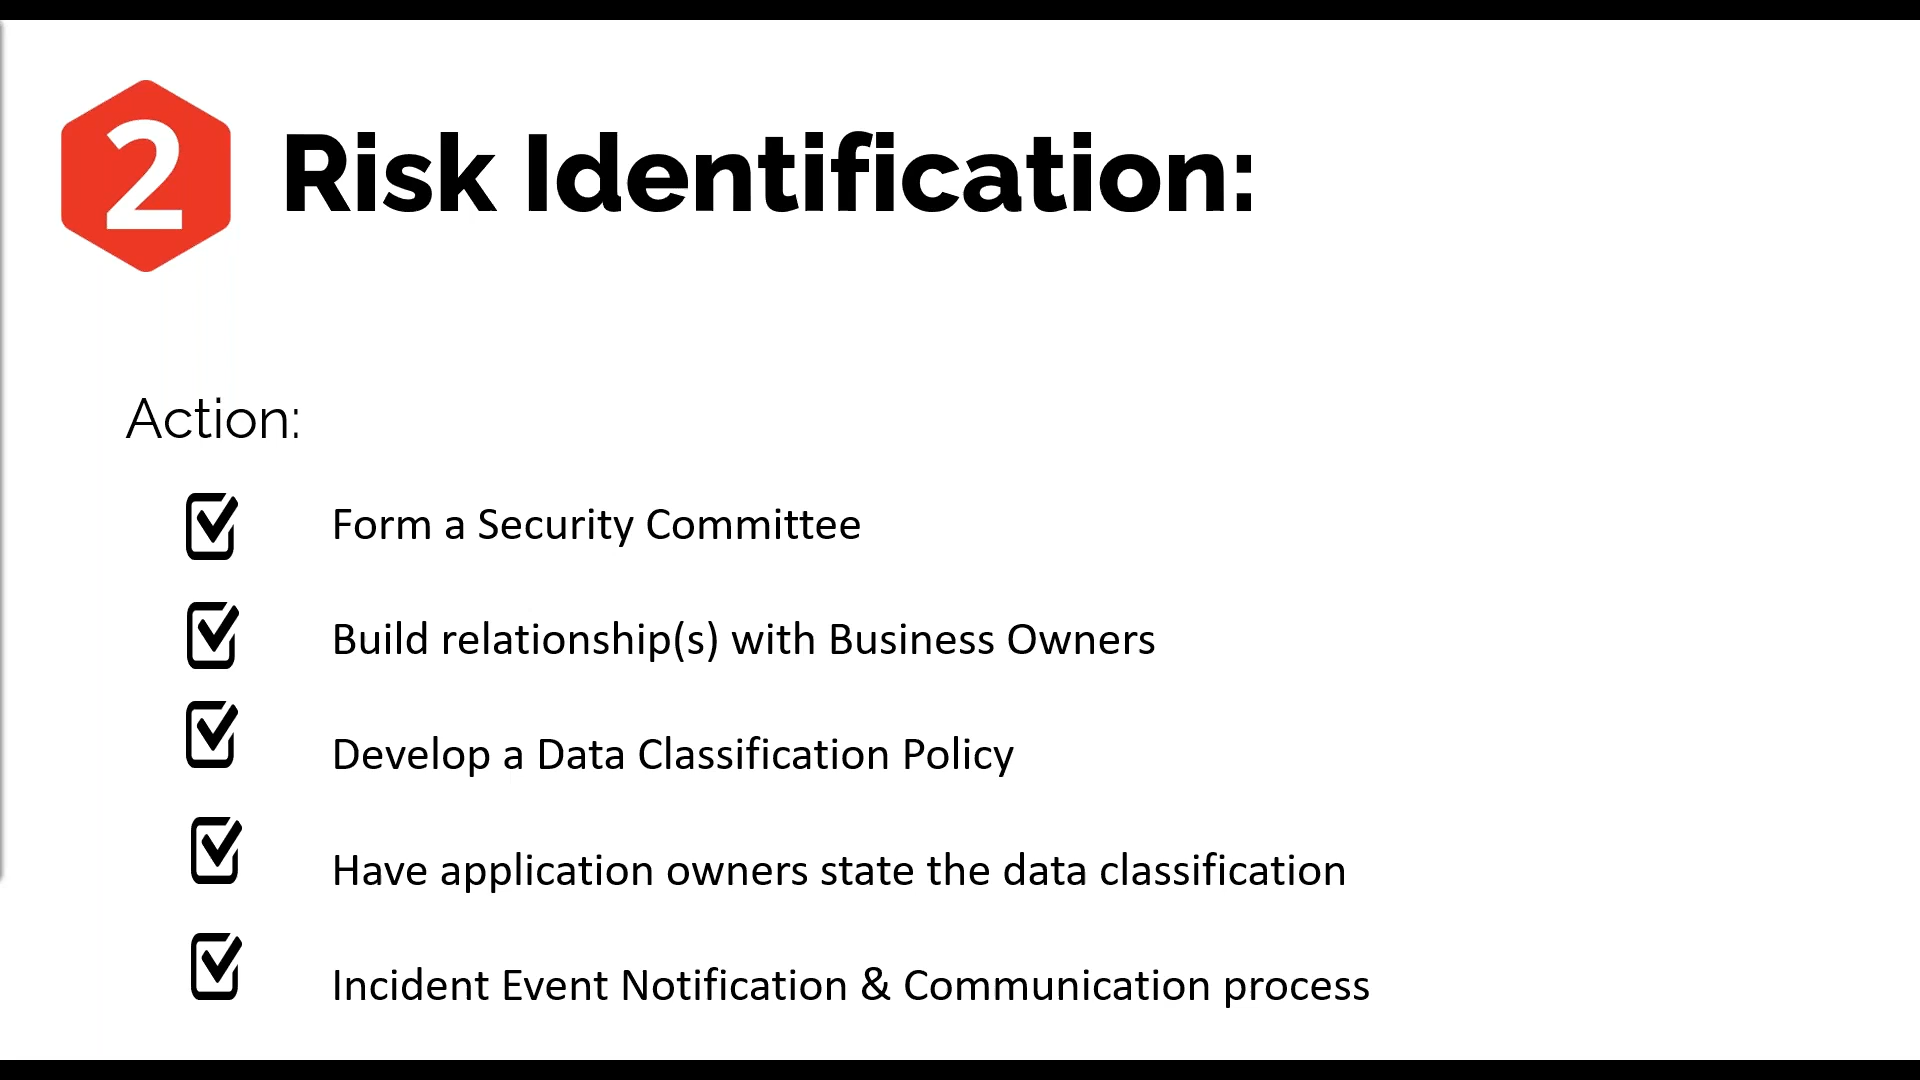 2
Risk Identification:
Action:
Form a Security Committee
Build relationship(s) with Business Owners
Develop a Data Classification Policy
Have application owners state the data classification
Incident Event Notification & Communication process